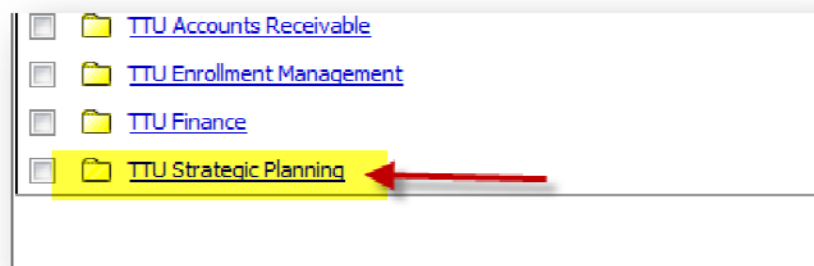 TTU Accounts Receivable
TTU Enrollment Management
TTU Finance
TTU Strategic Planning